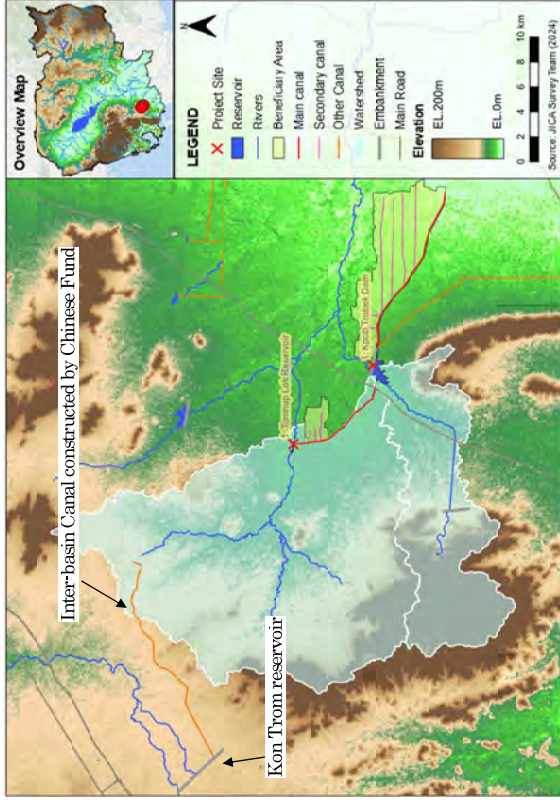 Overview Map
N
LEGEND
Project Site
Reservoir
Rivers
Beneficiary Area
Main canal
Secondary canal
Other Canal
Watershed
Embankment
Main Road
Elevation
EL.200m
EL.0m
0 2 4 6 8 10 km
Source: JICA Survey Team (2024)
Inter-basin Canal constructed by Chinese Fund
Kon Trom reservoir
Tomnup Lok Reservoir
Kpob Trobek Dam